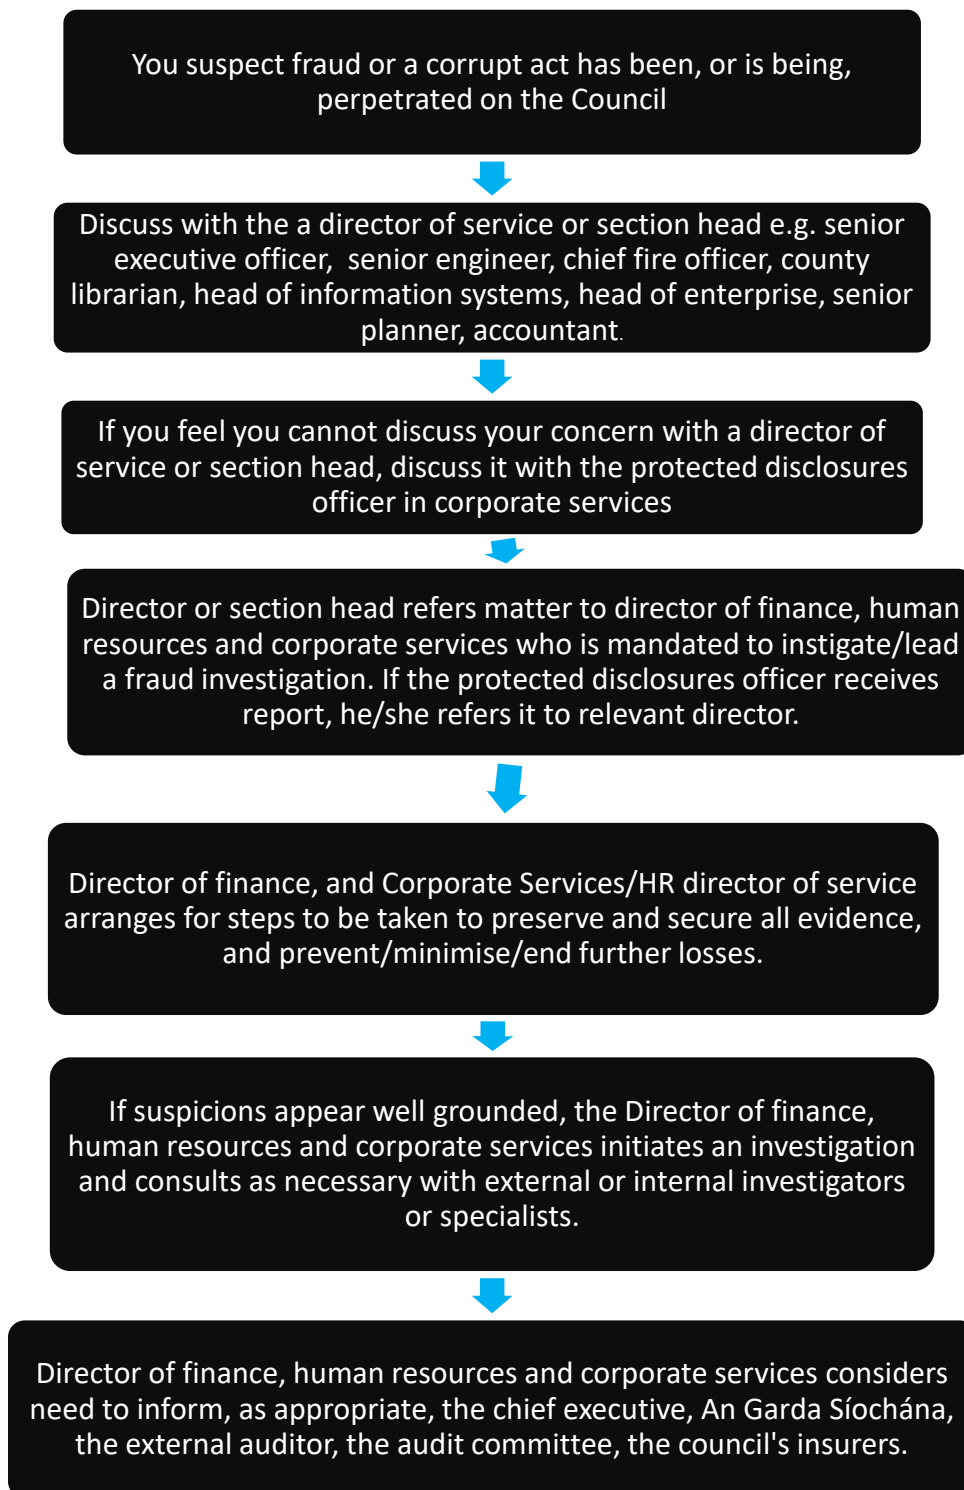 You suspect fraud or a corrupt act has been, or is being,
perpetrated on the Council
Discuss with the a director of service or section head e.g. senior
executive officer, senior engineer, chief fire officer, county
librarian, head of information systems, head of enterprise, senior
planner, accountant.
If you feel you cannot discuss your concern with a director of
service or section head, discuss it with the protected disclosures
officer in corporate services
Director or section head refers matter to director of finance, human
resources and corporate services who is mandated to instigate/lead
a fraud investigation. If the protected disclosures officer receives
report, he/she refers it to relevant director.
Director of finance, and Corporate Services/HR director of service
arranges for steps to be taken to preserve and secure all evidence,
and prevent/minimise/end further losses.
If suspicions appear well grounded, the Director of finance,
human resources and corporate services initiates an investigation
and consults as necessary with external or internal investigators
or specialists.
Director of finance, human resources and corporate services considers
need to inform, as appropriate, the chief executive, An Garda Síochána,
the external auditor, the audit committee, the council's insurers.